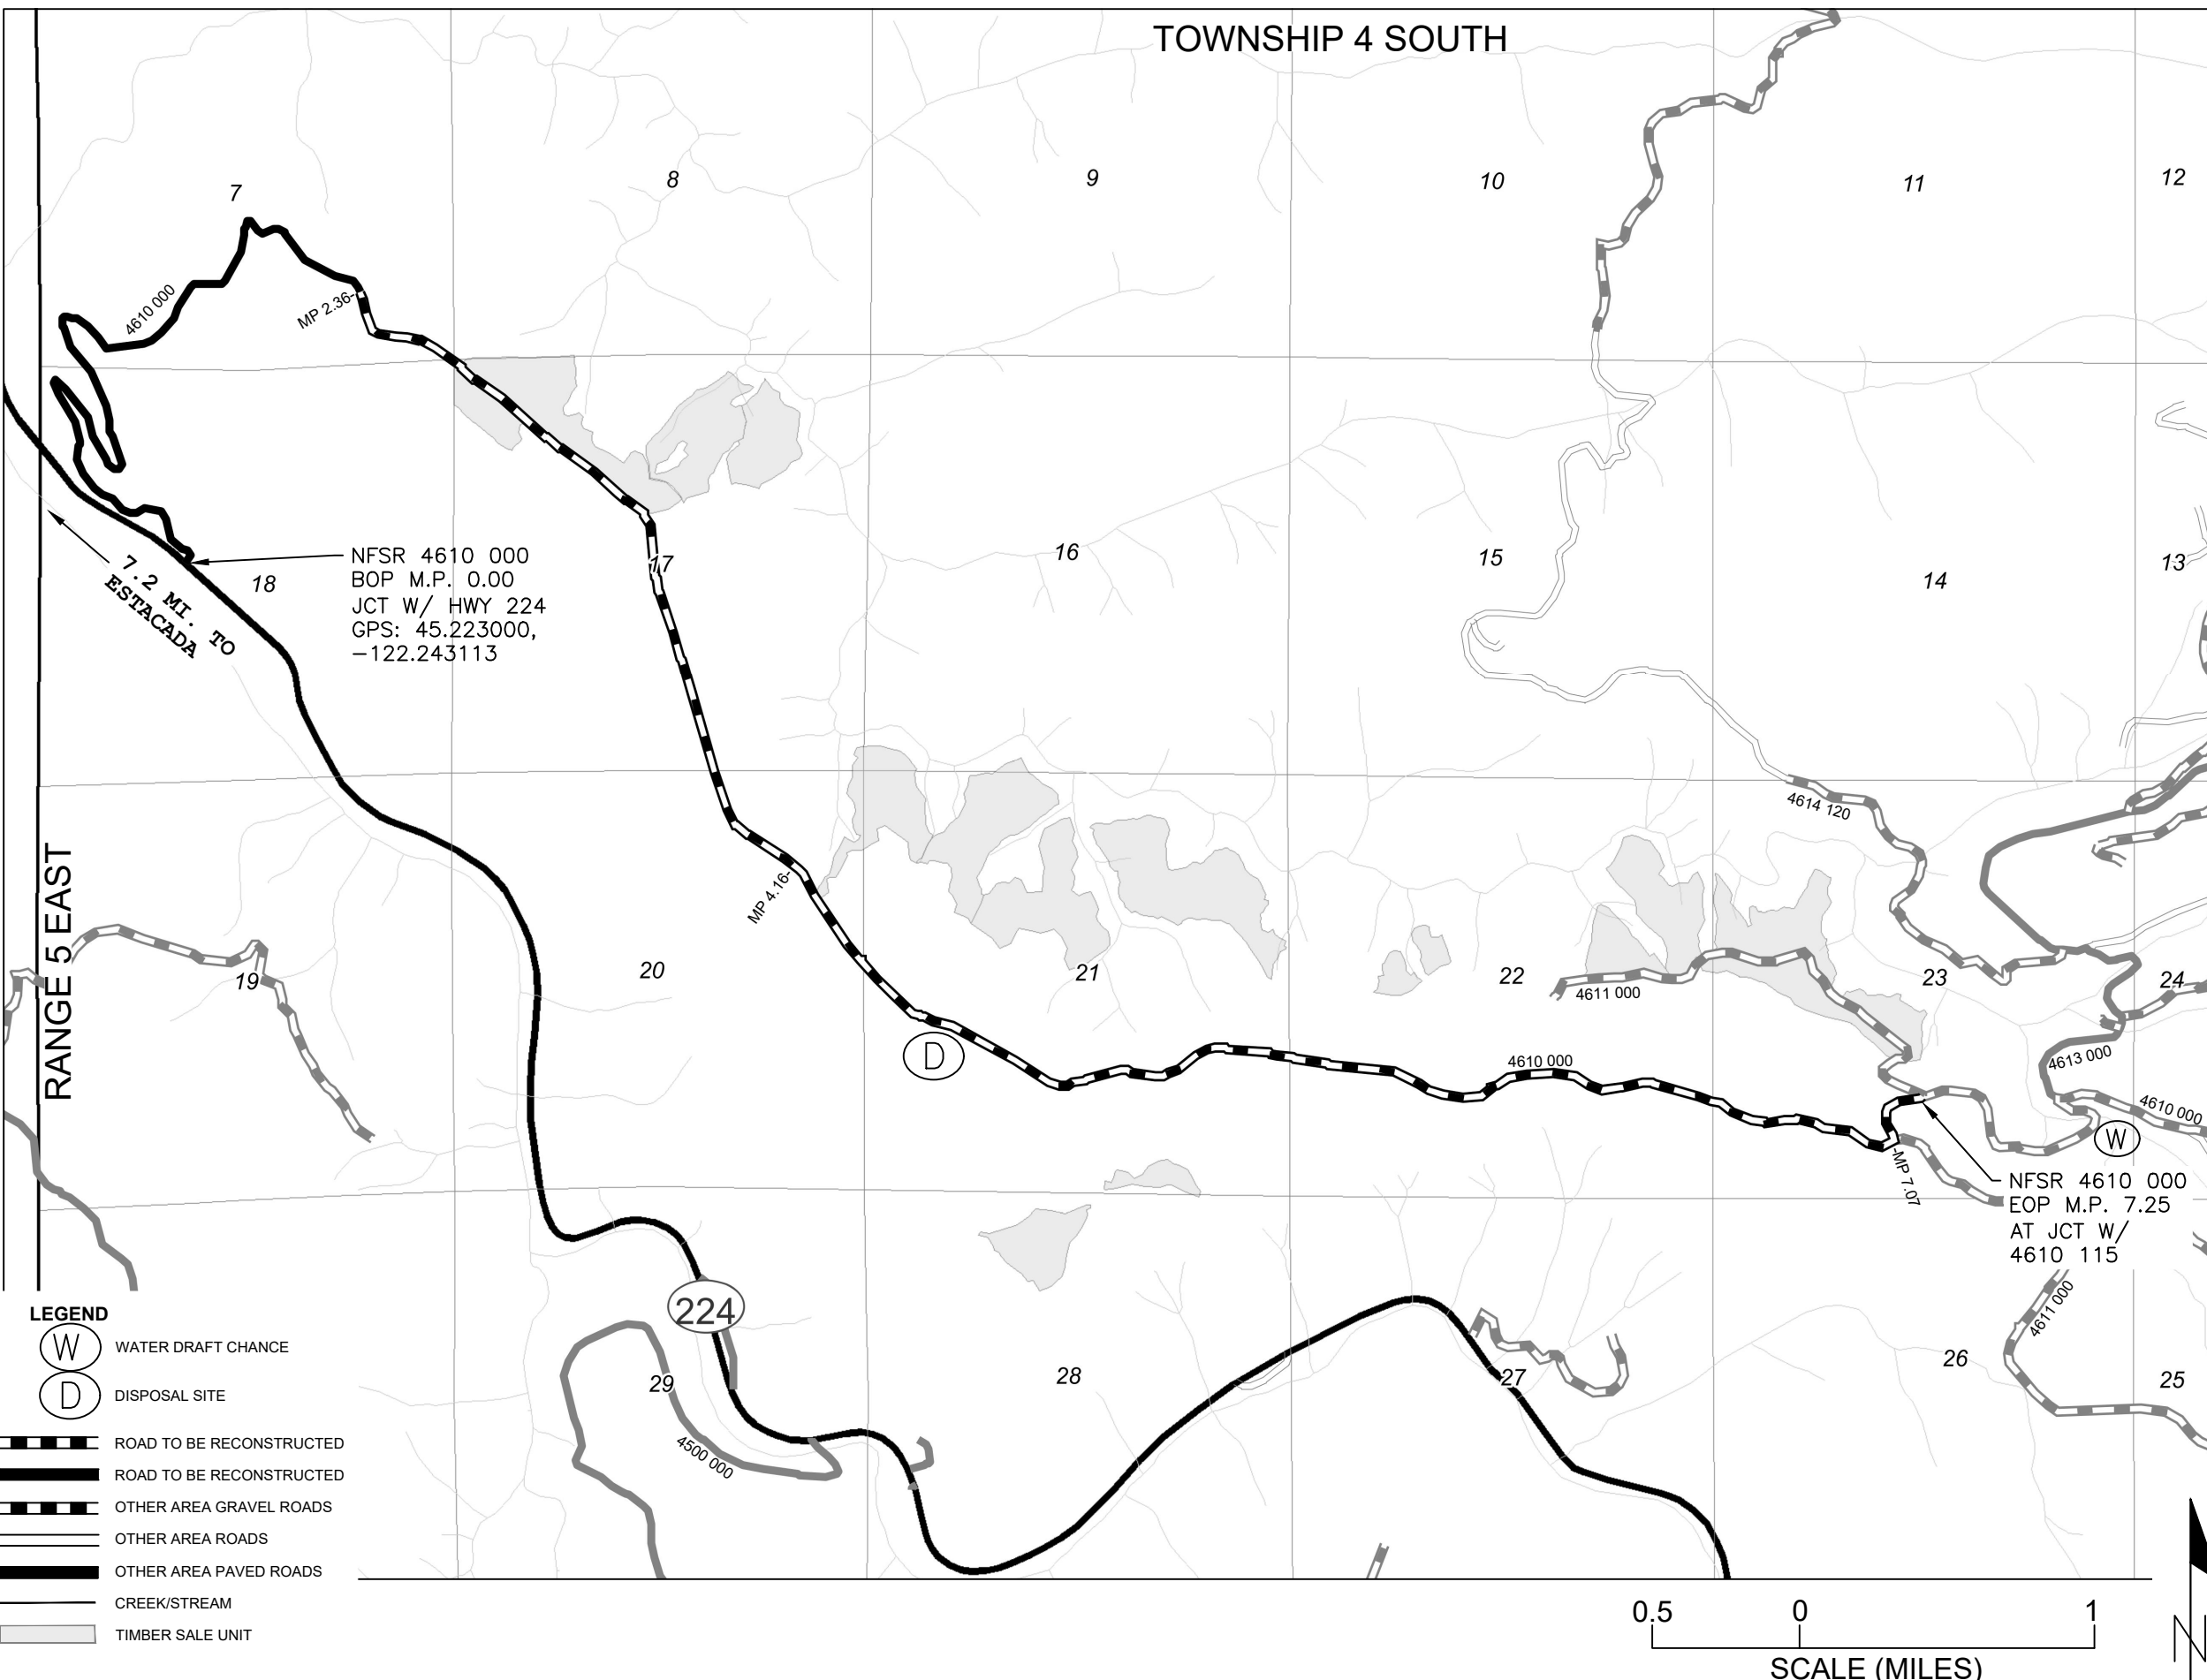 TOWNSHIP 4 SOUTH
7
8
9
10
11
12
4610 000
MP 2.36-
7.2 MI. TO
ESTACADA
18
NFSR 4610 000
BOP M.P. 0.00
JCT W/ HWY 224
GPS: 45.223000,
-122.243113
17
16
15
14
13
4614 120
RANGE 5 EAST
MP 4.16-
19
20
21
22
23
24
4611 000
D
4610 000
4613 000
4610 000
W
-MP 7.07
NFSR 4610 000
EOP M.P. 7.25
AT JCT W/
4610 115
4611 000
224
29
28
27
26
25
4500 000
LEGEND
W WATER DRAFT CHANCE
D DISPOSAL SITE
ROAD TO BE RECONSTRUCTED
ROAD TO BE RECONSTRUCTED
OTHER AREA GRAVEL ROADS
OTHER AREA ROADS
OTHER AREA PAVED ROADS
CREEK/STREAM
TIMBER SALE UNIT
0.5 0 1
SCALE (MILES)
N